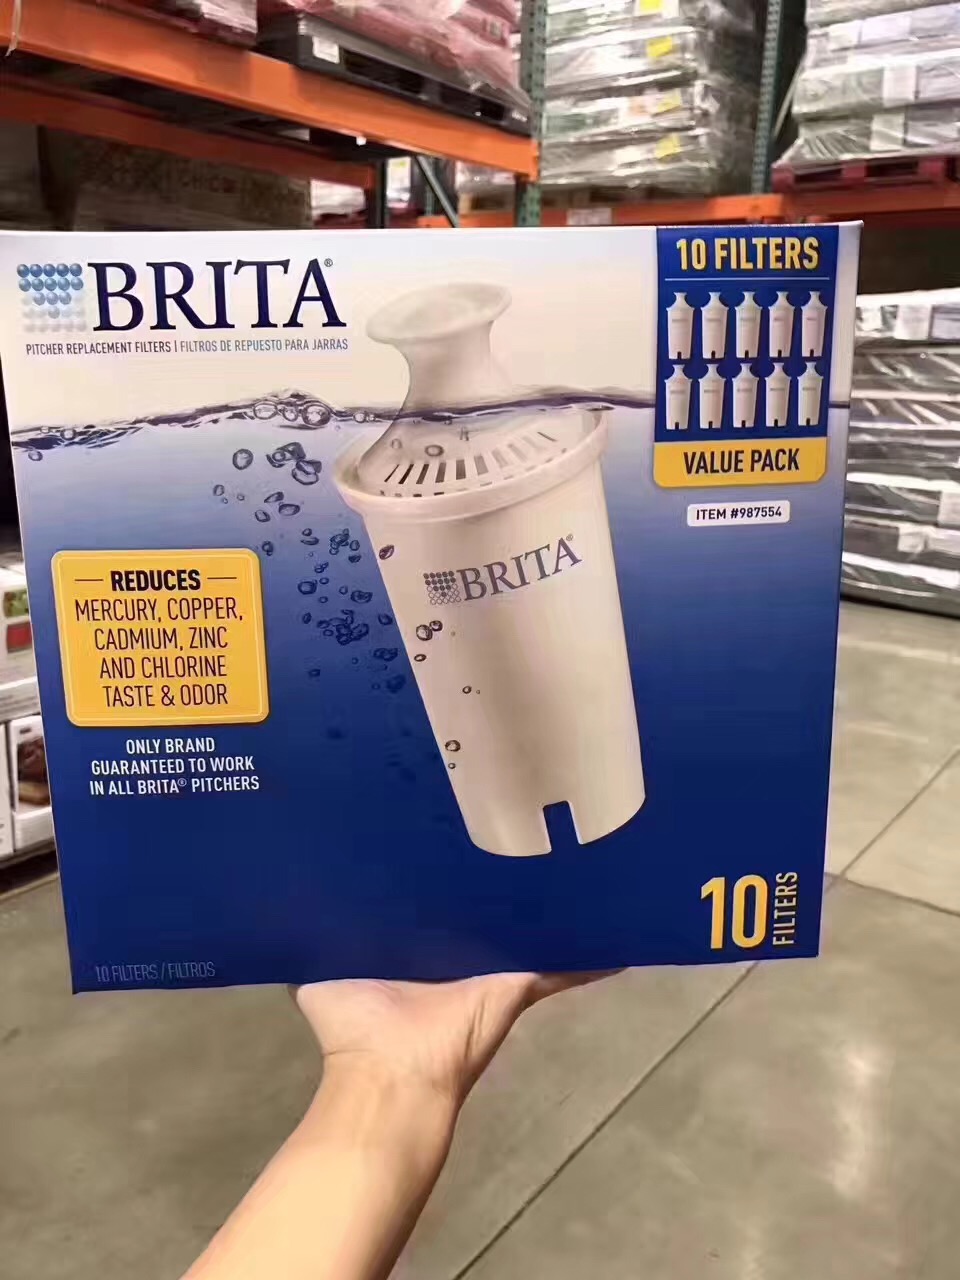 BRITA®
PITCHER REPLACEMENT FILTERS | FILTROS DE REPUESTO PARA JARRAS
10 FILTERS
VALUE PACK
ITEM #987554
BRITA®
REDUCES
MERCURY, COPPER,
CADMIUM, ZINC
AND CHLORINE
TASTE & ODOR
ONLY BRAND
GUARANTEED TO WORK
IN ALL BRITA® PITCHERS
10 FILTERS
10 FILTERS / FILTROS